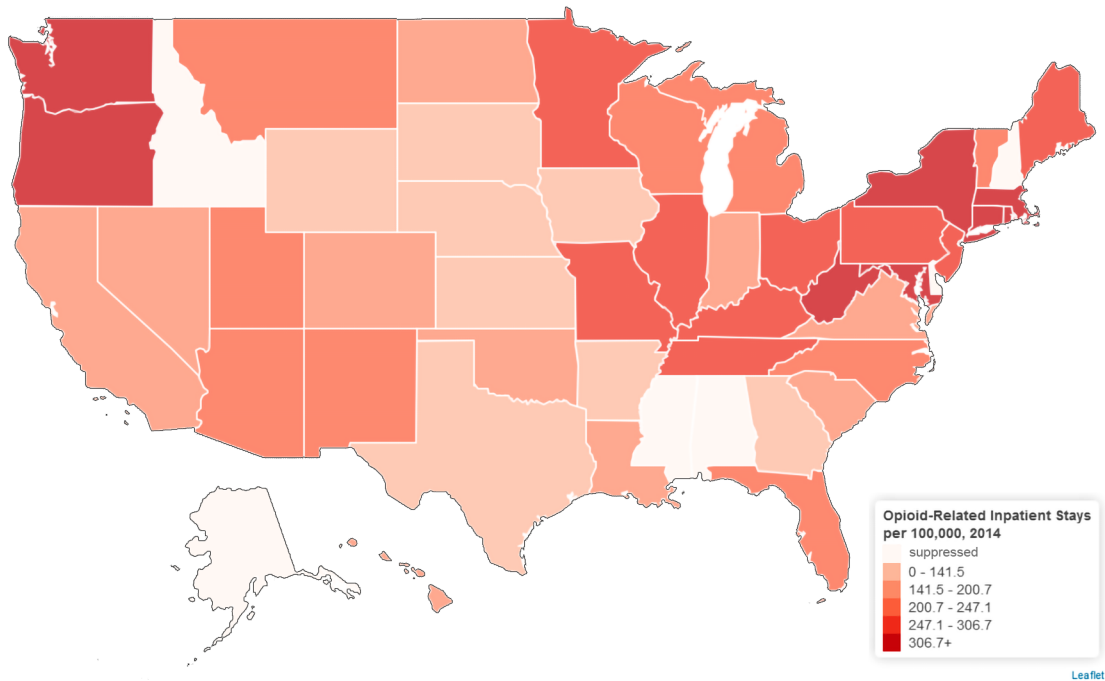 Opioid-Related Inpatient Stays
per 100,000, 2014
suppressed
0 - 141.5
141.5 - 200.7
200.7 - 247.1
247.1 - 306.7
306.7+
Leaflet